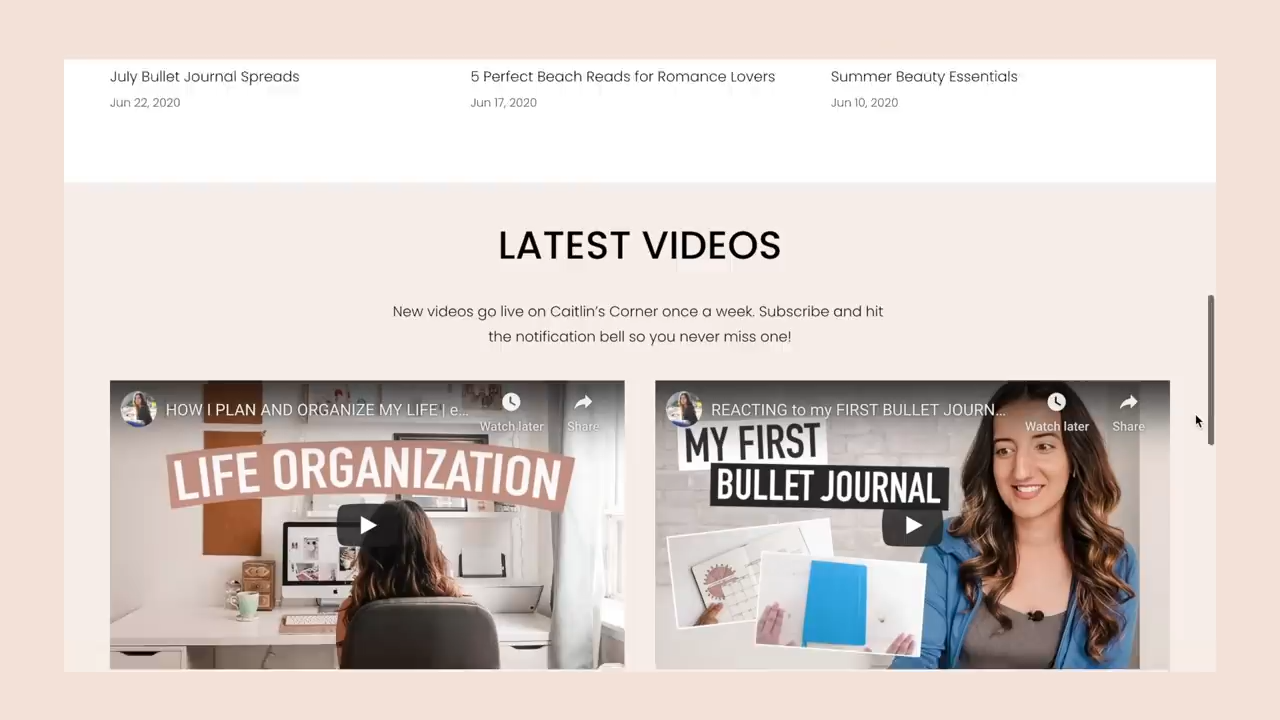 July Bullet Journal Spreads
5 Perfect Beach Reads for Romance Lovers
Summer Beauty Essentials
Jun 22, 2020
Jun 17, 2020
Jun 10, 2020
LATEST VIDEOS
New videos go live on Caitlin's Corner once a week. Subscribe and hit
the notification bell so you never miss one!
HOW I PLAN AND ORGANIZE MY LIFE | e...
Watch later
Share
LIFE ORGANIZATION
REACTING to my FIRST BULLET JOURN...
Watch later
Share
MY FIRST
BULLET JOURNAL